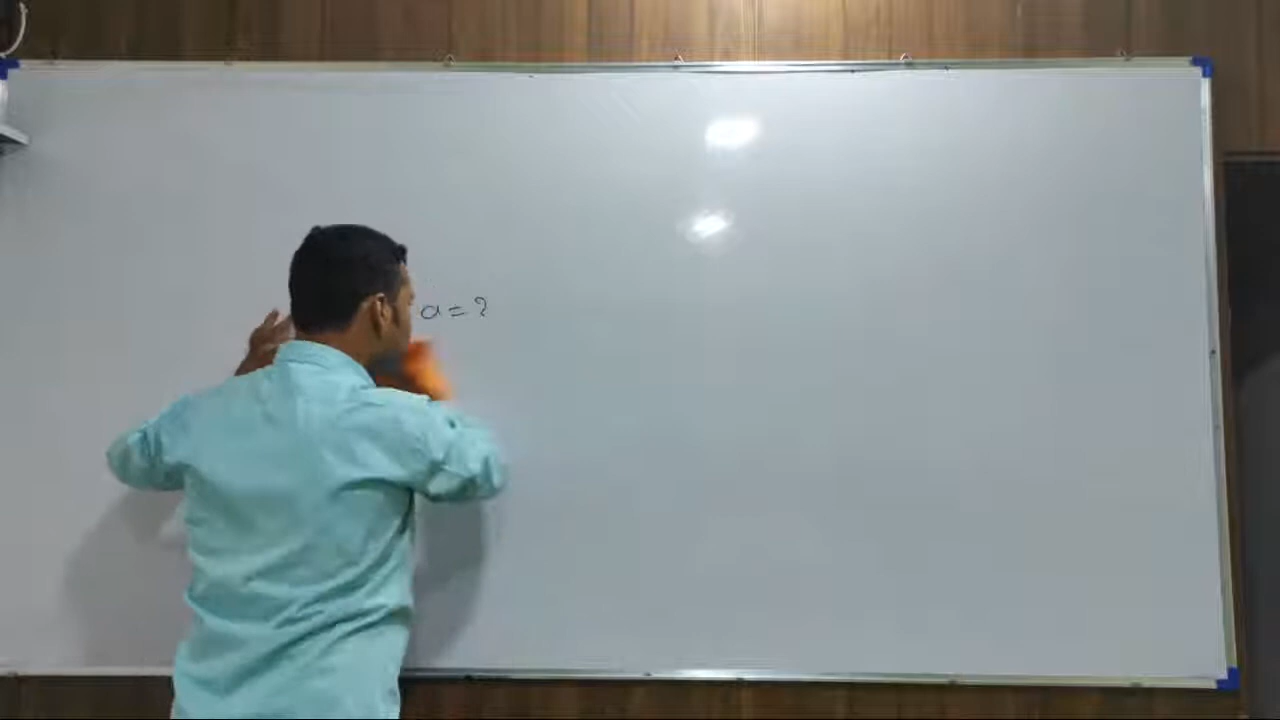 a = ?